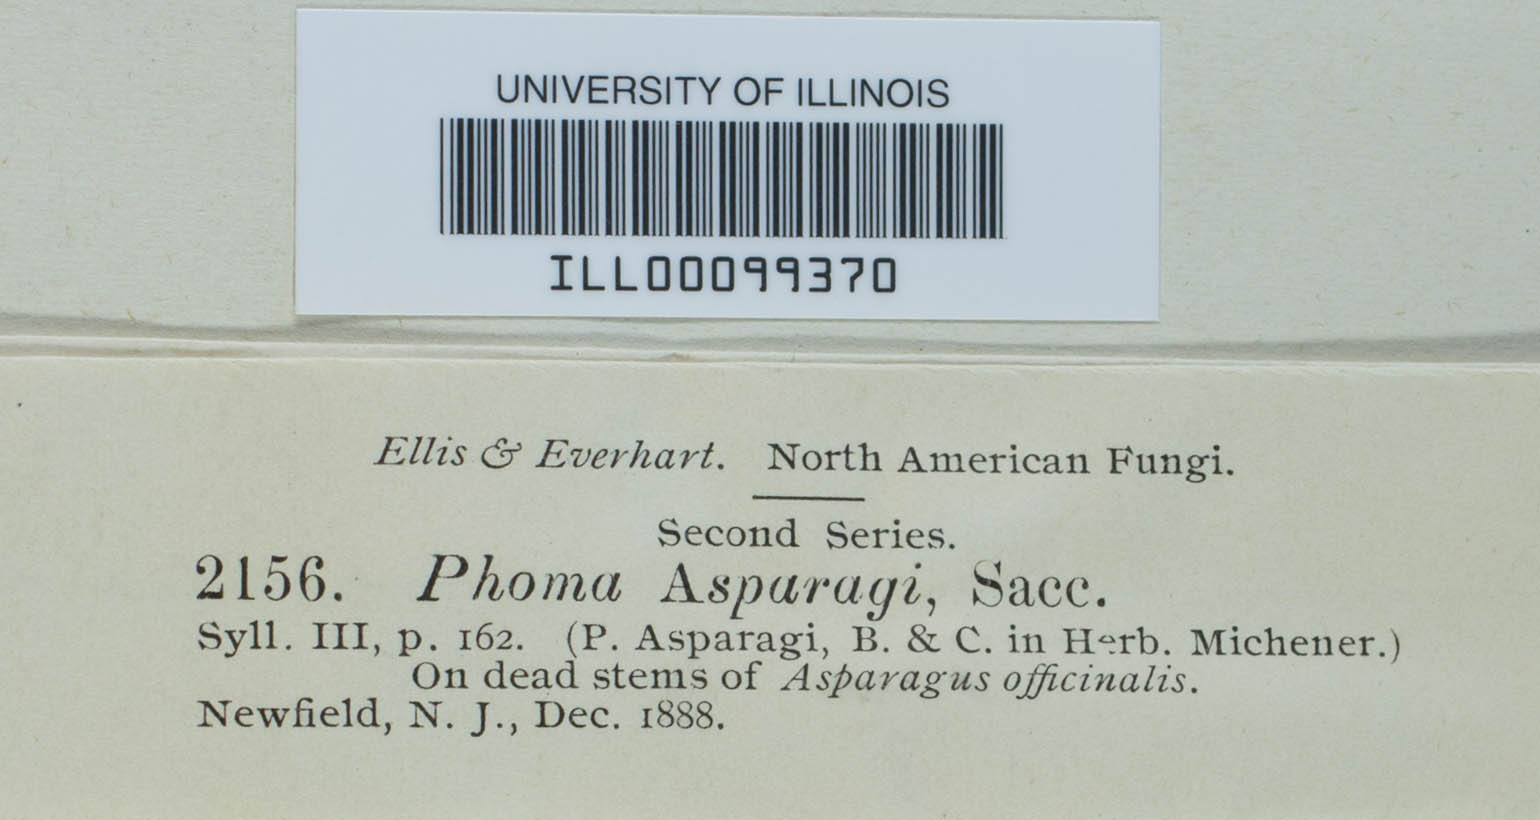 UNIVERSITY OF ILLINOIS
ILL00099370
Ellis & Everhart. North American Fungi.
Second Series.
2156. Phoma Asparagi, Sacc.
Syll. III, p. 162. (P. Asparagi, B. & C. in Herb. Michener.)
On dead stems of Asparagus officinalis.
Newfield, N. J., Dec. 1888.